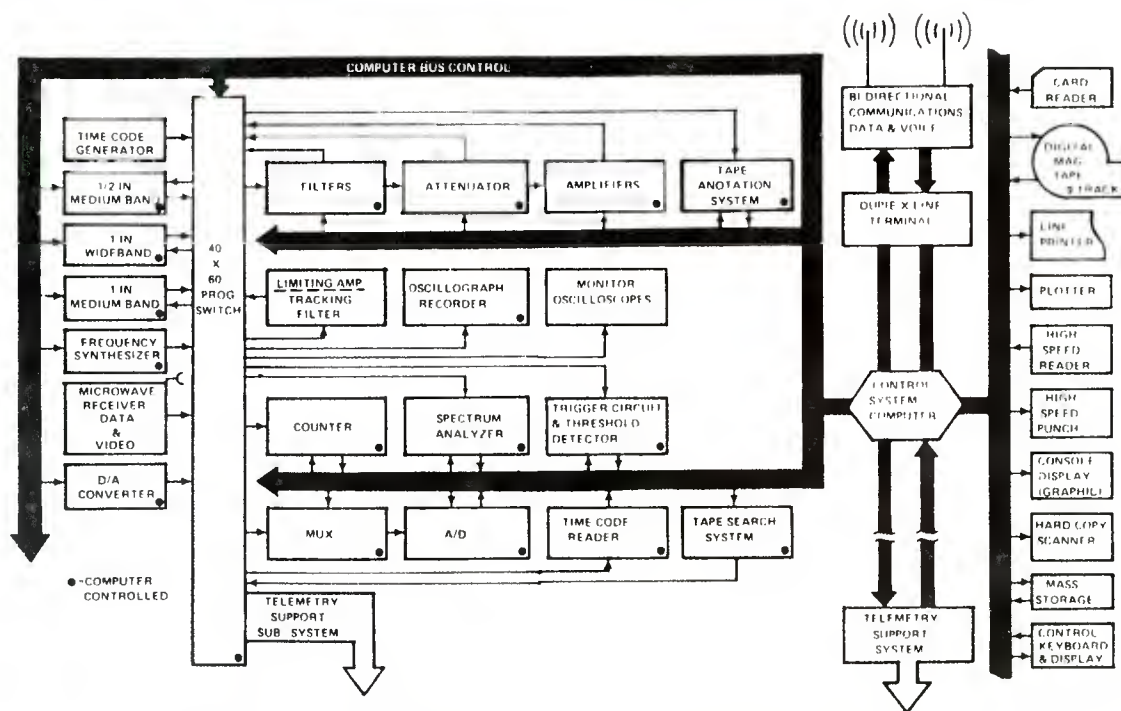 COMPUTER BUS CONTROL
TIME CODE
GENERATOR
1/2 IN
MEDIUM BAN
1 IN
WIDEBAND
1 IN
MEDIUM BAND
FREQUENCY
SYNTHESIZER
MICROWAVE
RECEIVER
DATA
&
VIDEO
D/A
CONVERTER
●-COMPUTER
CONTROLLED
40
X
60
PROG
SWITCH
FILTERS
ATTENUATOR
AMPLIFIERS
TAPE
ANOTATION
SYSTEM
LIMITING AMP
TRACKING
FILTER
OSCILLOGRAPH
RECORDER
MONITOR
OSCILLOSCOPES
COUNTER
SPECTRUM
ANALYZER
TRIGGER CIRCUIT
& THRESHOLD
DETECTOR
MUX
A/D
TIME CODE
READER
TAPE SEARCH
SYSTEM
TELEMETRY
SUPPORT
SUB SYSTEM
BI DIRECTIONAL
COMMUNICATIONS
DATA & VOICE
DUPLEX LINE
TERMINAL
CONTROL
SYSTEM
COMPUTER
TELEMETRY
SUPPORT
SYSTEM
CARD
READER
DIGITAL
MAG
TAPE
9 TRACK
LINE
PRINTER
PLOTTER
HIGH
SPEED
READER
HIGH
SPEED
PUNCH
CONSOLE
DISPLAY
(GRAPHIC)
HARD COPY
SCANNER
MASS
STORAGE
CONTROL
KEYBOARD
& DISPLAY